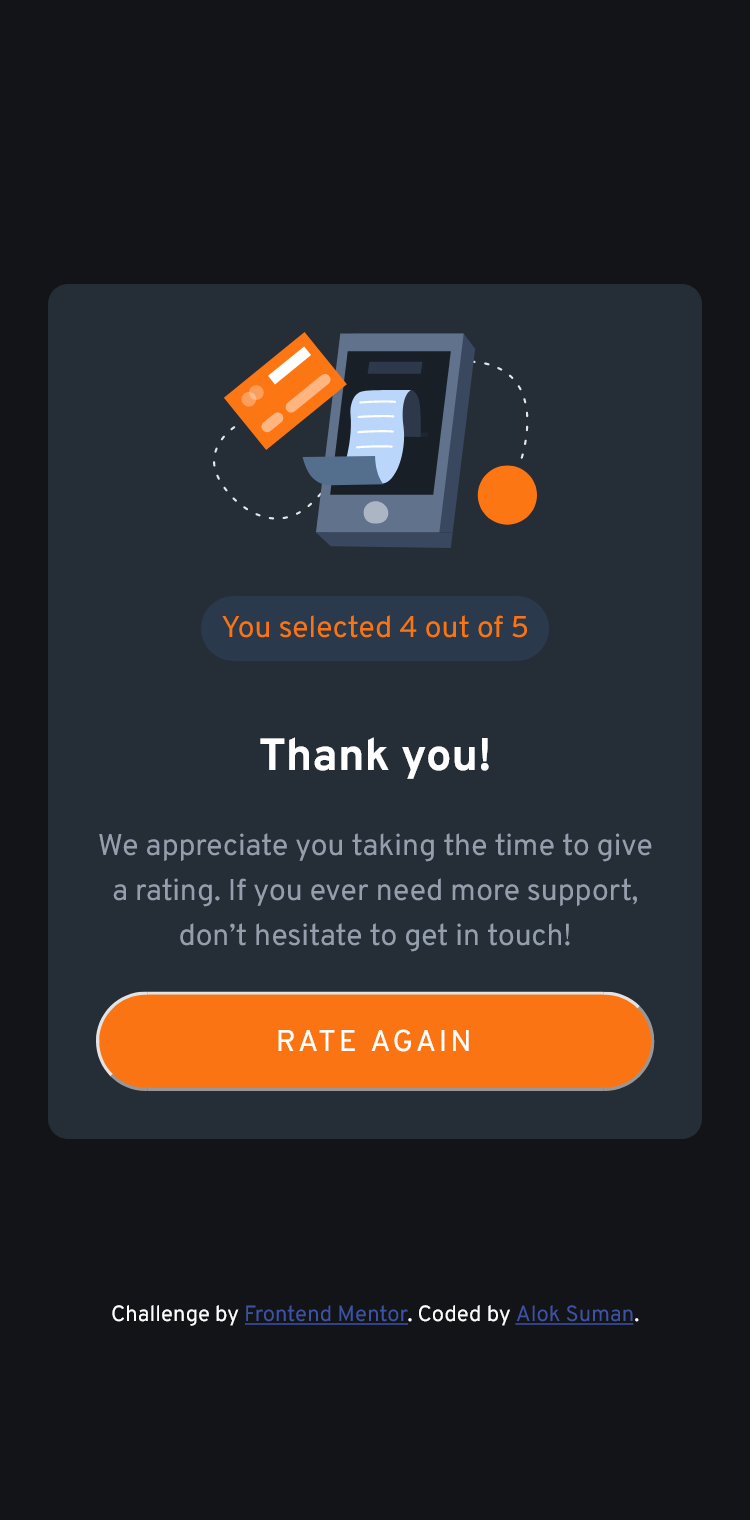 You selected 4 out of 5
Thank you!
We appreciate you taking the time to give
a rating. If you ever need more support,
don’t hesitate to get in touch!
RATE AGAIN
Challenge by Frontend Mentor. Coded by Alok Suman.